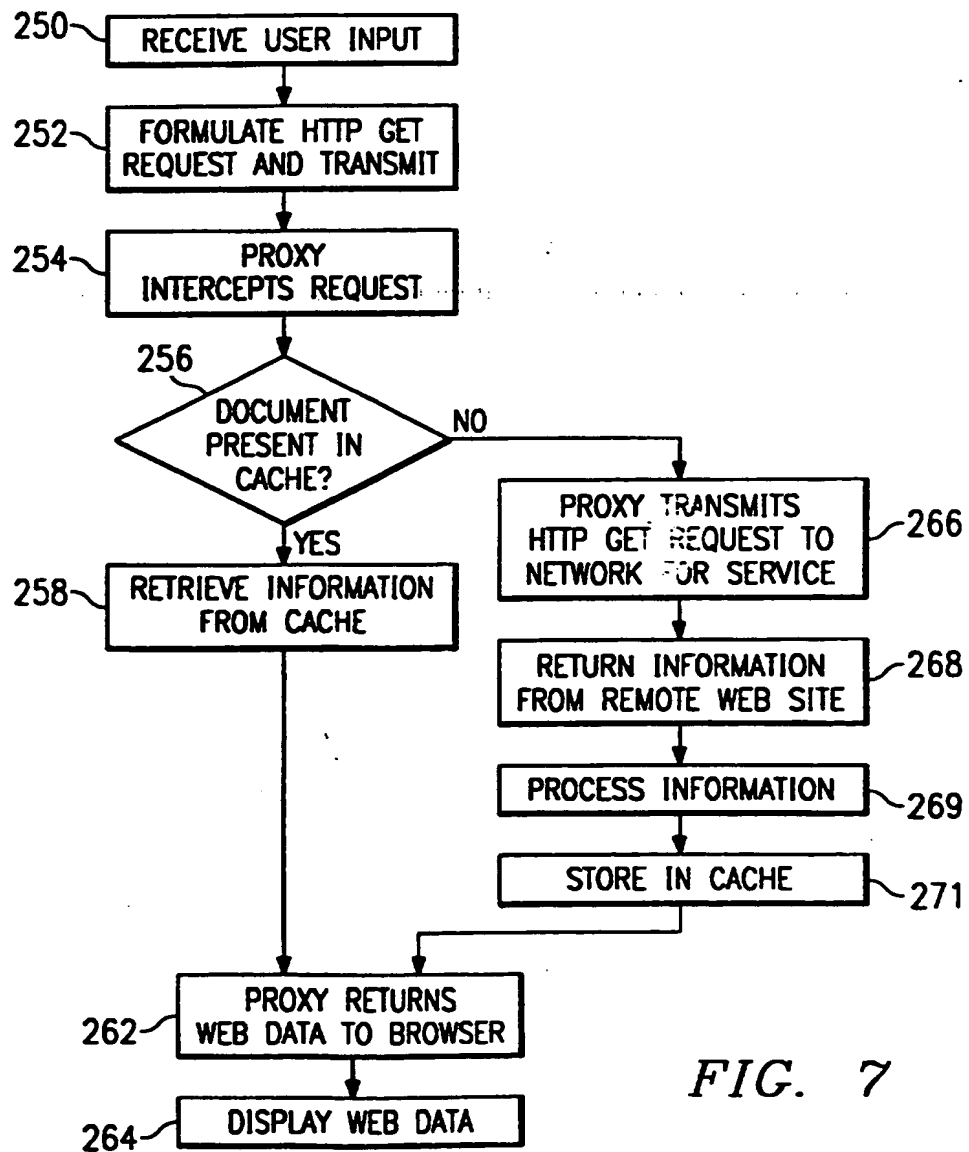 250
RECEIVE USER INPUT
252
FORMULATE HTTP GET
REQUEST AND TRANSMIT
254
PROXY
INTERCEPTS REQUEST
256
DOCUMENT
PRESENT IN
CACHE?
NO
YES
258
RETRIEVE INFORMATION
FROM CACHE
PROXY TRANSMITS
HTTP GET REQUEST TO
NETWORK FOR SERVICE
266
RETURN INFORMATION
FROM REMOTE WEB SITE
268
PROCESS INFORMATION
269
STORE IN CACHE
271
262
PROXY RETURNS
WEB DATA TO BROWSER
264
DISPLAY WEB DATA
FIG. 7